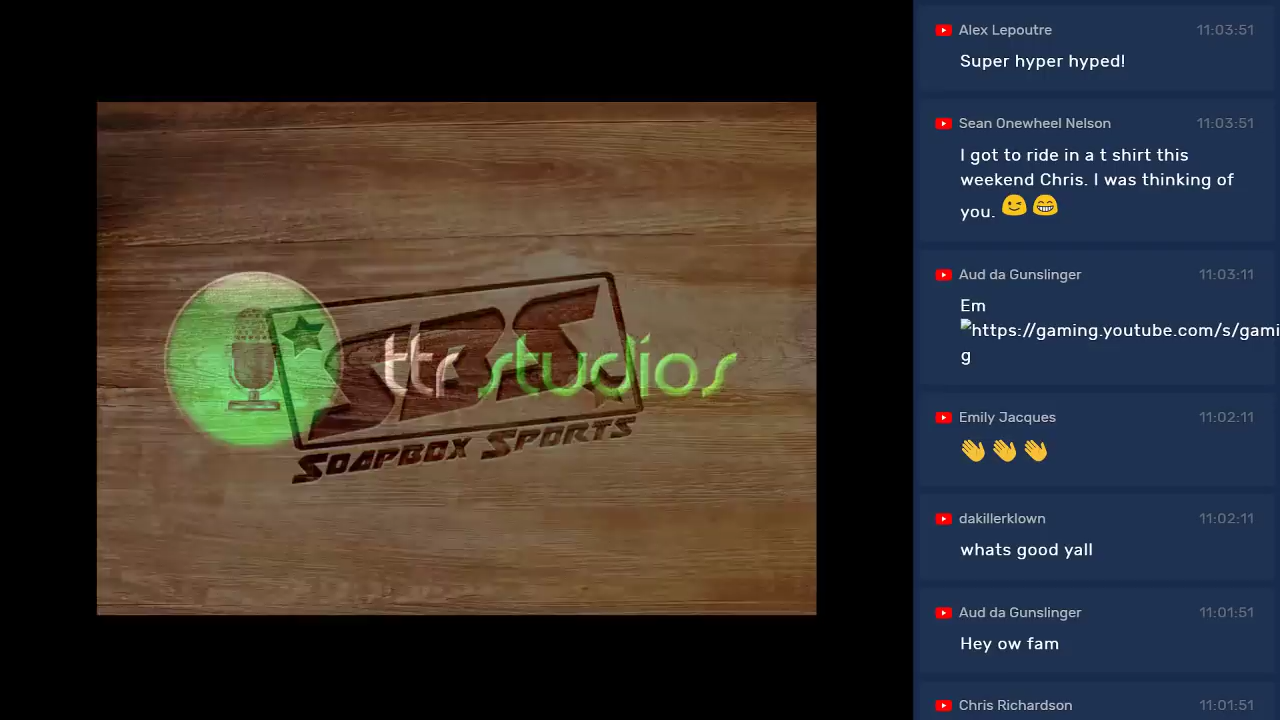 SBS
ttr studios
Soapbox Sports
Alex Lepoutre 11:03:51
Super hyper hyped!
Sean Onewheel Nelson 11:03:51
I got to ride in a t shirt this
weekend Chris. I was thinking of
you. 😉 😁
Aud da Gunslinger 11:03:11
Em
https://gaming.youtube.com/s/gami
g
Emily Jacques 11:02:11
👏 👏 👏
dakillerklown 11:02:11
whats good yall
Aud da Gunslinger 11:01:51
Hey ow fam
Chris Richardson 11:01:51